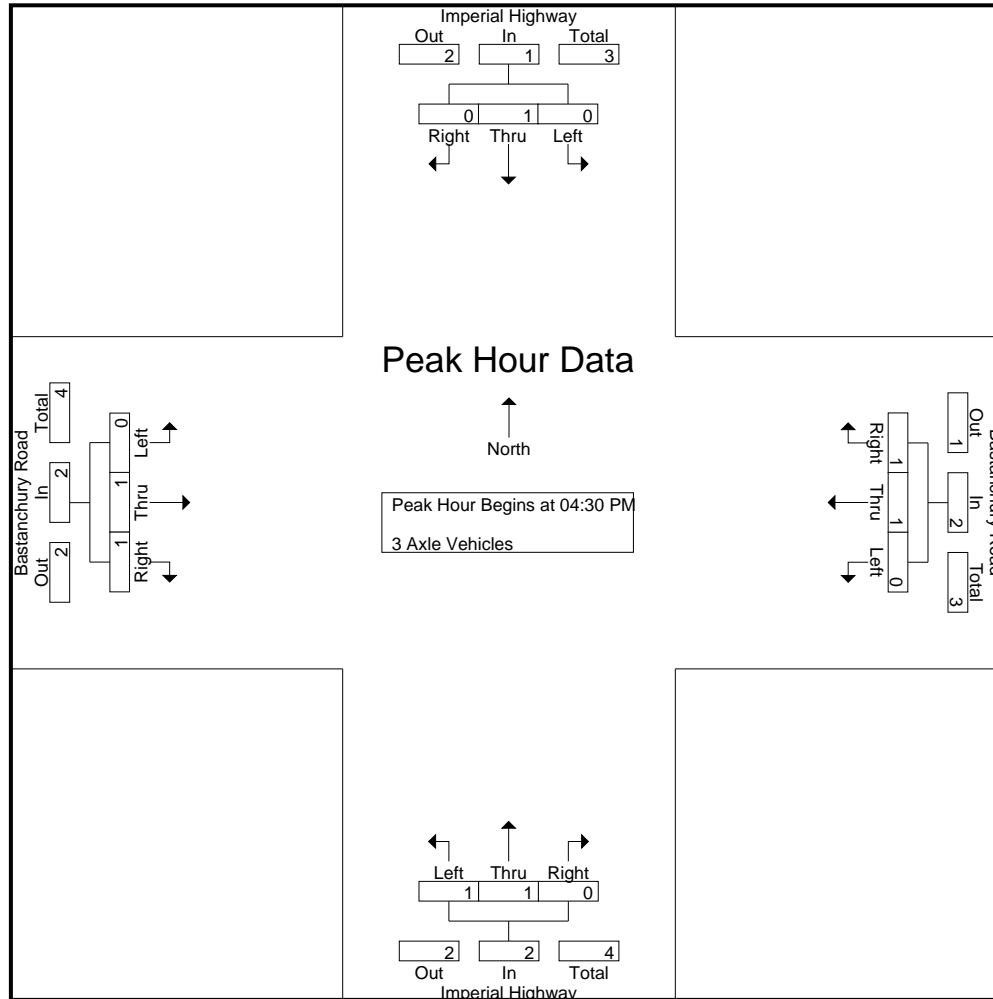 Imperial Highway
Out In Total
2 1 3
0 1 0
Right Thru Left
Peak Hour Data
North
Peak Hour Begins at 04:30 PM
3 Axle Vehicles
Bastanchury Road
Total In Out
4 2 2
0 1 1
Left Thru Right
Right Thru Left
1 1 0
Out In Total
1 2 3
Bastanchury Road
Left Thru Right
1 1 0
2 2 4
Out In Total
Imperial Highway